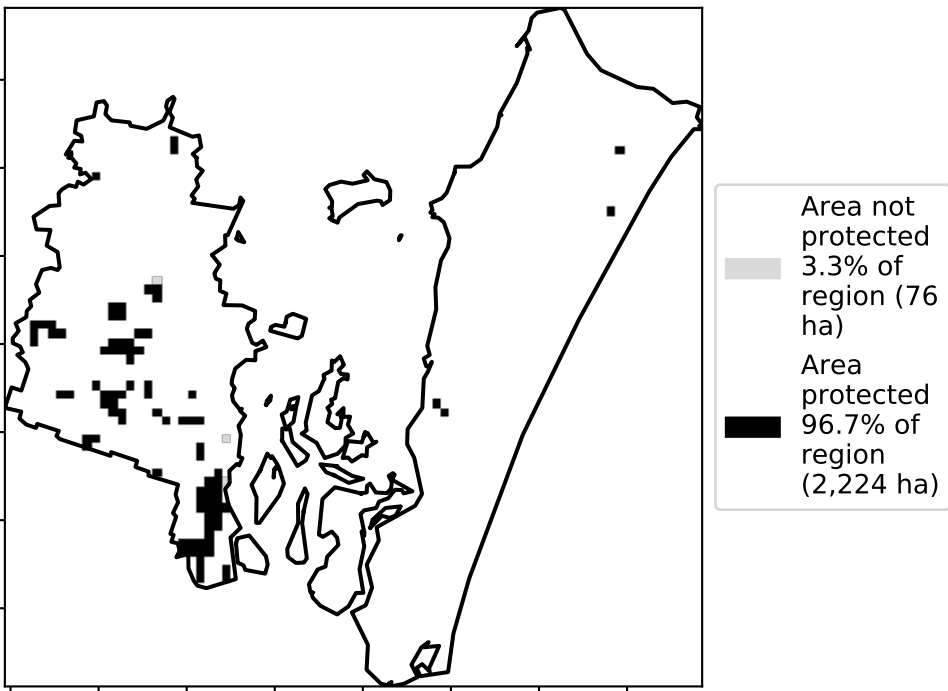 Area not
protected
3.3% of
region (76
ha)
Area
protected
96.7% of
region
(2,224 ha)